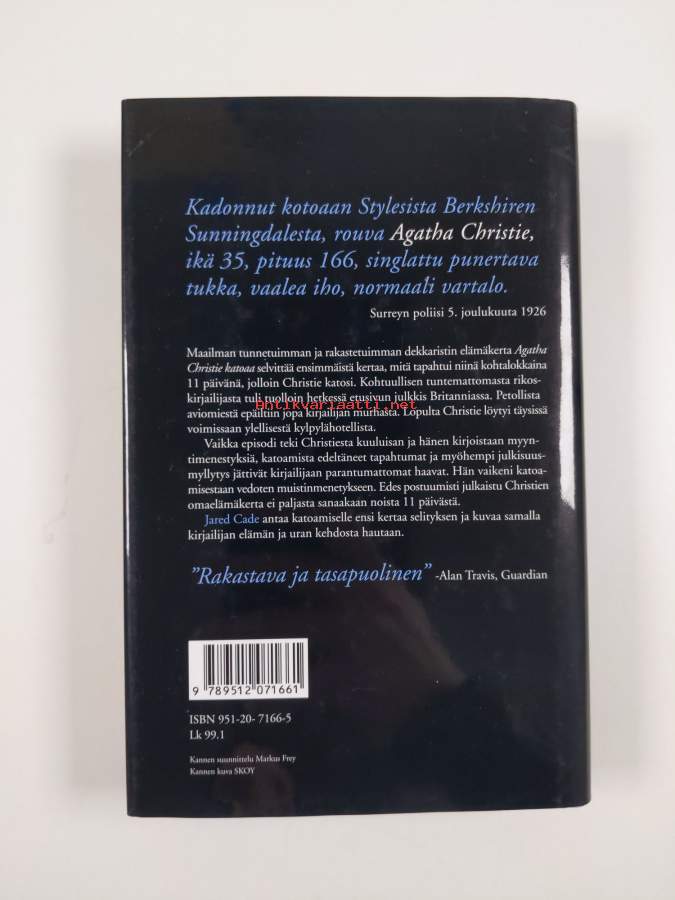 Kadonnut kotoaan Stylesista Berkshiren
Sunningdalesta, rouva Agatha Christie,
ikä 35, pituus 166, singlattu punertava
tukka, vaalea iho, normaali vartalo.
Surreyn poliisi 5. joulukuuta 1926
Maailman tunnetuimman ja rakastetuimman dekkaristin elämäkerta Agatha
Christie katoaa selvittää ensimmäistä kertaa, mitä tapahtui niinä kohtalokkaina
11 päivänä, jolloin Christie katosi. Kohtuullisen tuntemattomasta rikos-
kirjailijasta tuli tuolloin hetkessä etusivun julkkis Britanniassa. Petollista
Antikvariaatti.net
aviomiestä epäiltiin jopa kirjailijan murhasta. Lopulta Christie löytyi täysissä
voimissaan ylellisestä kylpylähotellista.
Vaikka episodi teki Christiestä kuuluisan ja hänen kirjoistaan myyn-
timenestyksiä, katoamista edeltäneet tapahtumat ja myöhempi julkisuus-
myllytys jättivät kirjailijaan parantumattomat haavat. Hän vaikeni katoa-
misestaan vedoten muistinmenetykseen. Edes postuumisti julkaistu Christien
omaelämäkerta ei paljasta sanaakaan noista 11 päivästä.
Jared Cade antaa katoamiselle ensi kertaa selityksen ja kuvaa samalla
kirjailijan elämän ja uran kehdosta hautaan.
”Rakastava ja tasapuolinen” -Alan Travis, Guardian
9 789512 071661
ISBN 951-20- 7166-5
Lk 99.1
Kannen suunnittelu Markus Frey
Kannen kuva SKOY